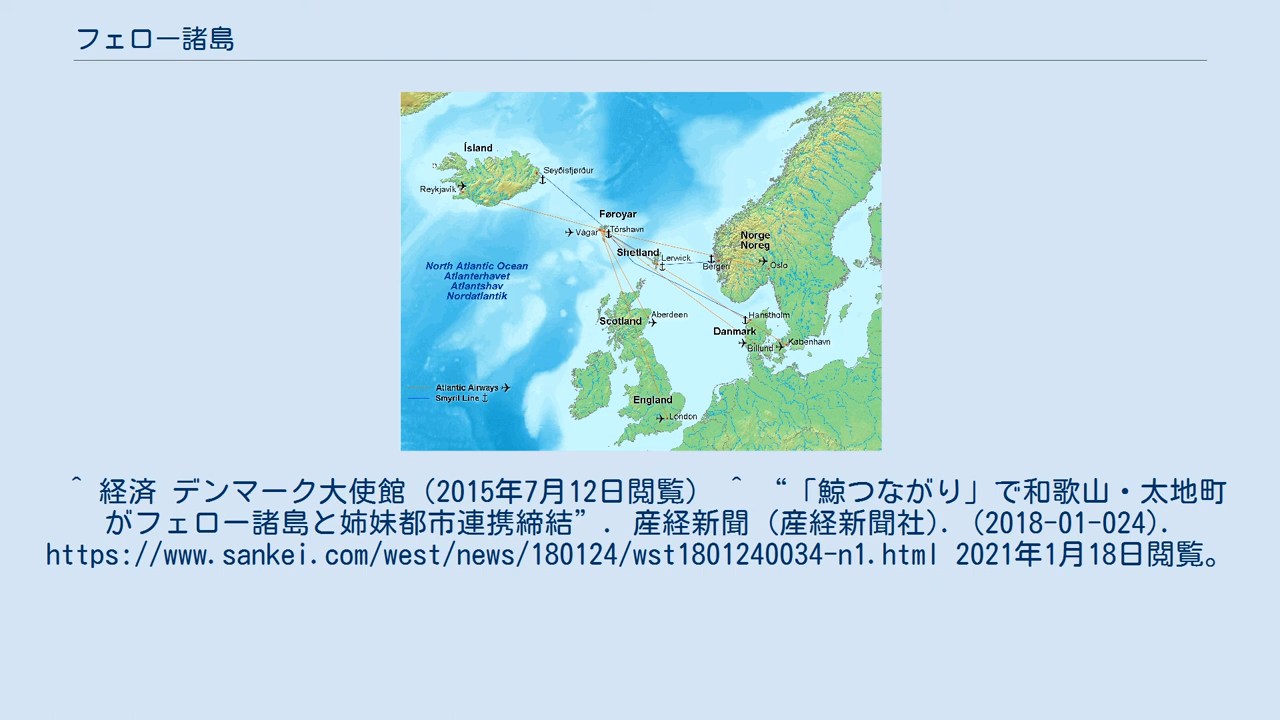 フェロー諸島
Ísland
Seyðisfjørður
Reykjavík
Føroyar
Vágar
Tórshavn
Norge
Noreg
Shetland
Lerwick
Bergen
Oslo
North Atlantic Ocean
Atlanterhavet
Atlantshav
Nordatlantik
Scotland
Aberdeen
Hanstholm
Danmark
Billund
København
Atlantic Airways
Smyril Line
England
London
^ 経済 デンマーク大使館（2015年7月12日閲覧） ^ “「鯨つながり」で和歌山・太地町
がフェロー諸島と姉妹都市連携締結”. 産経新聞（産経新聞社）. (2018-01-024).
https://www.sankei.com/west/news/180124/wst1801240034-n1.html 2021年1月18日閲覧。